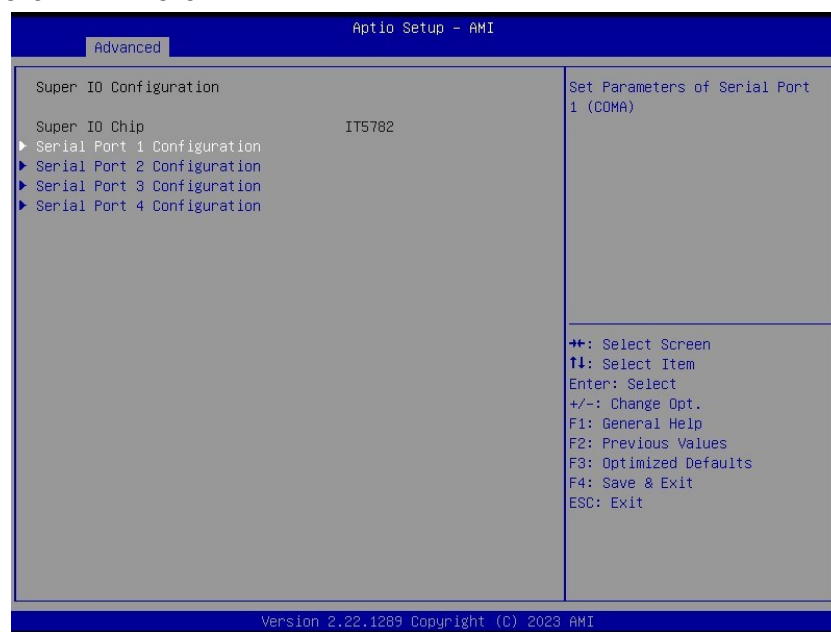 Aptio Setup - AMI
Advanced
Super IO Configuration
Super IO Chip IT5782
Serial Port 1 Configuration
Serial Port 2 Configuration
Serial Port 3 Configuration
Serial Port 4 Configuration
Set Parameters of Serial Port
1 (COMA)
→←: Select Screen
↑↓: Select Item
Enter: Select
+/-: Change Opt.
F1: General Help
F2: Previous Values
F3: Optimized Defaults
F4: Save & Exit
ESC: Exit
Version 2.22.1289 Copyright (C) 2023 AMI